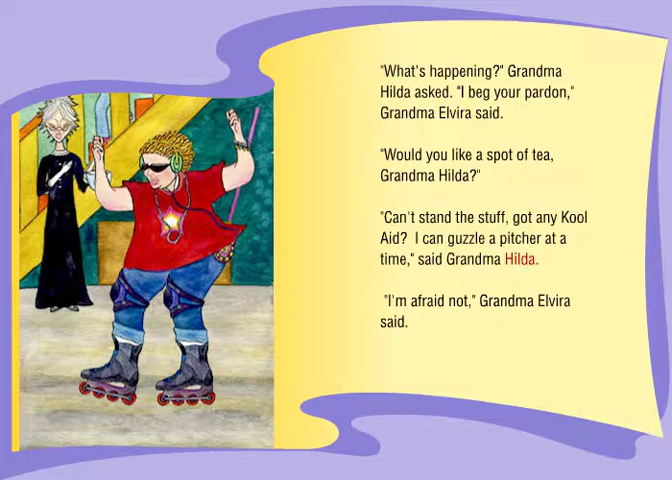 "What's happening?" Grandma
Hilda asked. "I beg your pardon,"
Grandma Elvira said.
"Would you like a spot of tea,
Grandma Hilda?"
"Can't stand the stuff, got any Kool
Aid?  I can guzzle a pitcher at a
time," said Grandma Hilda.
"I'm afraid not," Grandma Elvira
said.